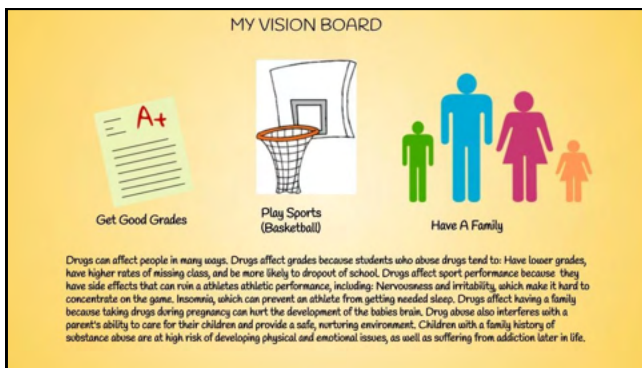 MY VISION BOARD
A+
Get Good Grades
Play Sports
(Basketball)
Have A Family
Drugs can affect people in many ways. Drugs affect grades because students who abuse drugs tend to: Have lower grades,
have higher rates of missing class, and be more likely to dropout of school. Drugs affect sport performance because they
have side effects that can ruin a athletes athletic performance, including: Nervousness and irritability, which make it hard to
concentrate on the game. Insomnia, which can prevent an athlete from getting needed sleep. Drugs affect having a family
because taking drugs during pregnancy can hurt the development of the babies brain. Drug abuse also interferes with a
parent's ability to care for their children and provide a safe, nurturing environment. Children with a family history of
substance abuse are at high risk of developing physical and emotional issues, as well as suffering from addiction later in life.